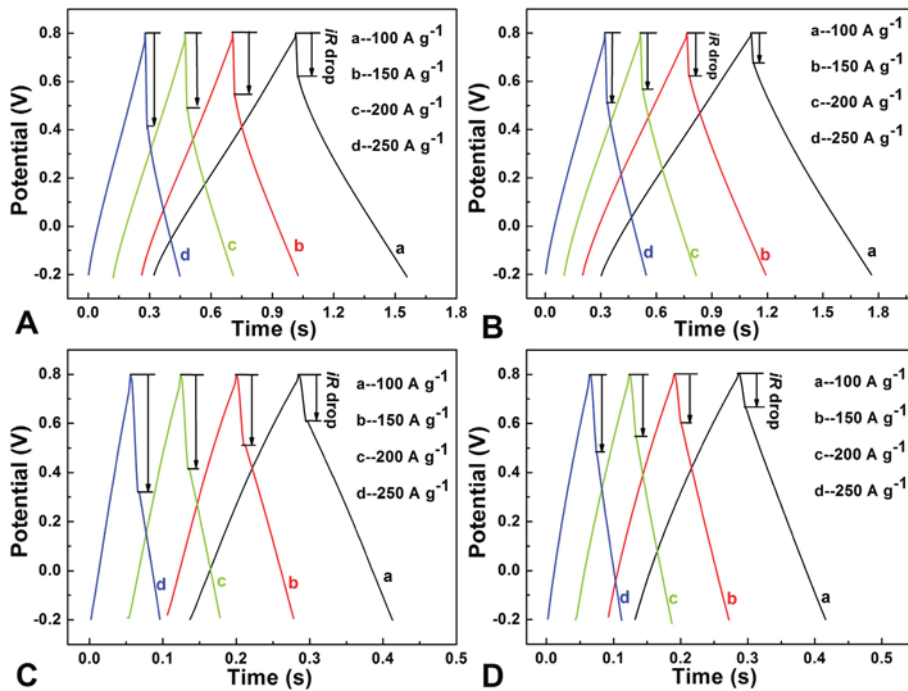 0.8
0.6
0.4
0.2
0.0
-0.2
Potential (V)
iR drop
a--100 A g-1
b--150 A g-1
c--200 A g-1
d--250 A g-1
d
c
b
a
0.0 0.3 0.6 0.9 1.2 1.5 1.8
Time (s)
A
0.8
0.6
0.4
0.2
0.0
-0.2
Potential (V)
iR drop
a--100 A g-1
b--150 A g-1
c--200 A g-1
d--250 A g-1
d
c
b
a
0.0 0.3 0.6 0.9 1.2 1.5 1.8
Time (s)
B
0.8
0.6
0.4
0.2
0.0
-0.2
Potential (V)
iR drop
a--100 A g-1
b--150 A g-1
c--200 A g-1
d--250 A g-1
d
c
b
a
0.0 0.1 0.2 0.3 0.4 0.5
Time (s)
C
0.8
0.6
0.4
0.2
0.0
-0.2
Potential (V)
iR drop
a--100 A g-1
b--150 A g-1
c--200 A g-1
d--250 A g-1
d
c
b
a
0.0 0.1 0.2 0.3 0.4 0.5
Time (s)
D